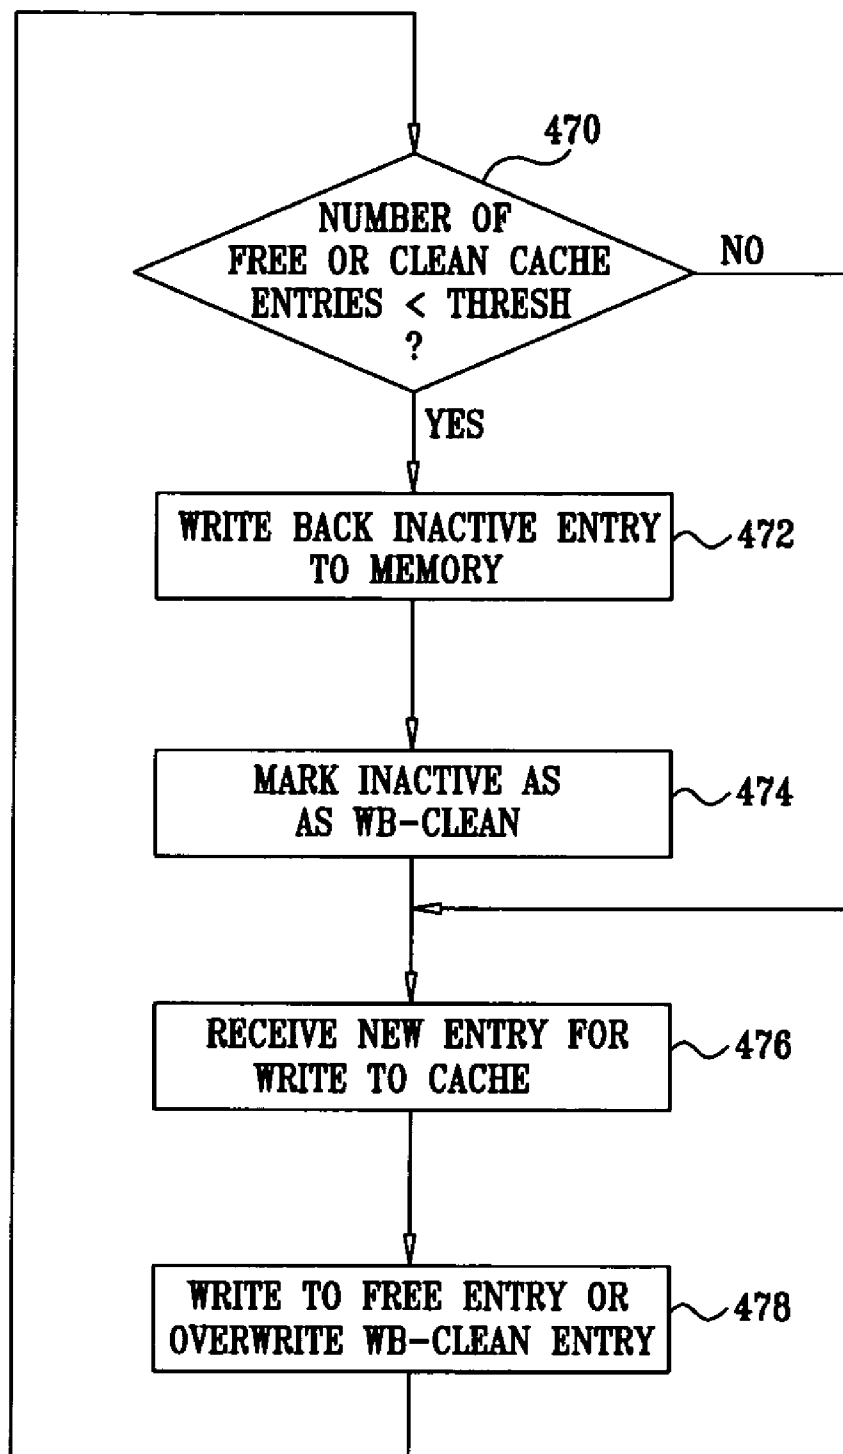 470
NUMBER OF
FREE OR CLEAN CACHE
ENTRIES < THRESH
?
NO
YES
WRITE BACK INACTIVE ENTRY
TO MEMORY
472
MARK INACTIVE AS
AS WB-CLEAN
474
RECEIVE NEW ENTRY FOR
WRITE TO CACHE
476
WRITE TO FREE ENTRY OR
OVERWRITE WB-CLEAN ENTRY
478